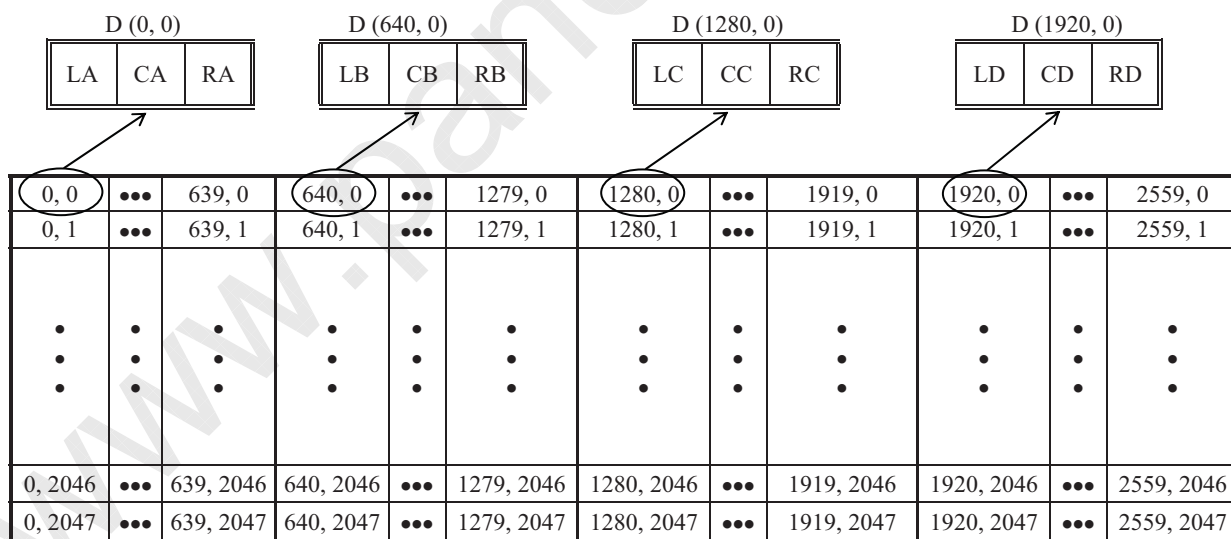 D (0, 0) D (640, 0) D (1280, 0) D (1920, 0)
LA CA RA LB CB RB LC CC RC LD CD RD
0, 0 ●●● 639, 0 640, 0 ●●● 1279, 0 1280, 0 ●●● 1919, 0 1920, 0 ●●● 2559, 0
0, 1 ●●● 639, 1 640, 1 ●●● 1279, 1 1280, 1 ●●● 1919, 1 1920, 1 ●●● 2559, 1
● ● ● ● ● ● ● ● ● ● ● ●
● ● ● ● ● ● ● ● ● ● ● ●
● ● ● ● ● ● ● ● ● ● ● ●
0, 2046 ●●● 639, 2046 640, 2046 ●●● 1279, 2046 1280, 2046 ●●● 1919, 2046 1920, 2046 ●●● 2559, 2046
0, 2047 ●●● 639, 2047 640, 2047 ●●● 1279, 2047 1280, 2047 ●●● 1919, 2047 1920, 2047 ●●● 2559, 2047